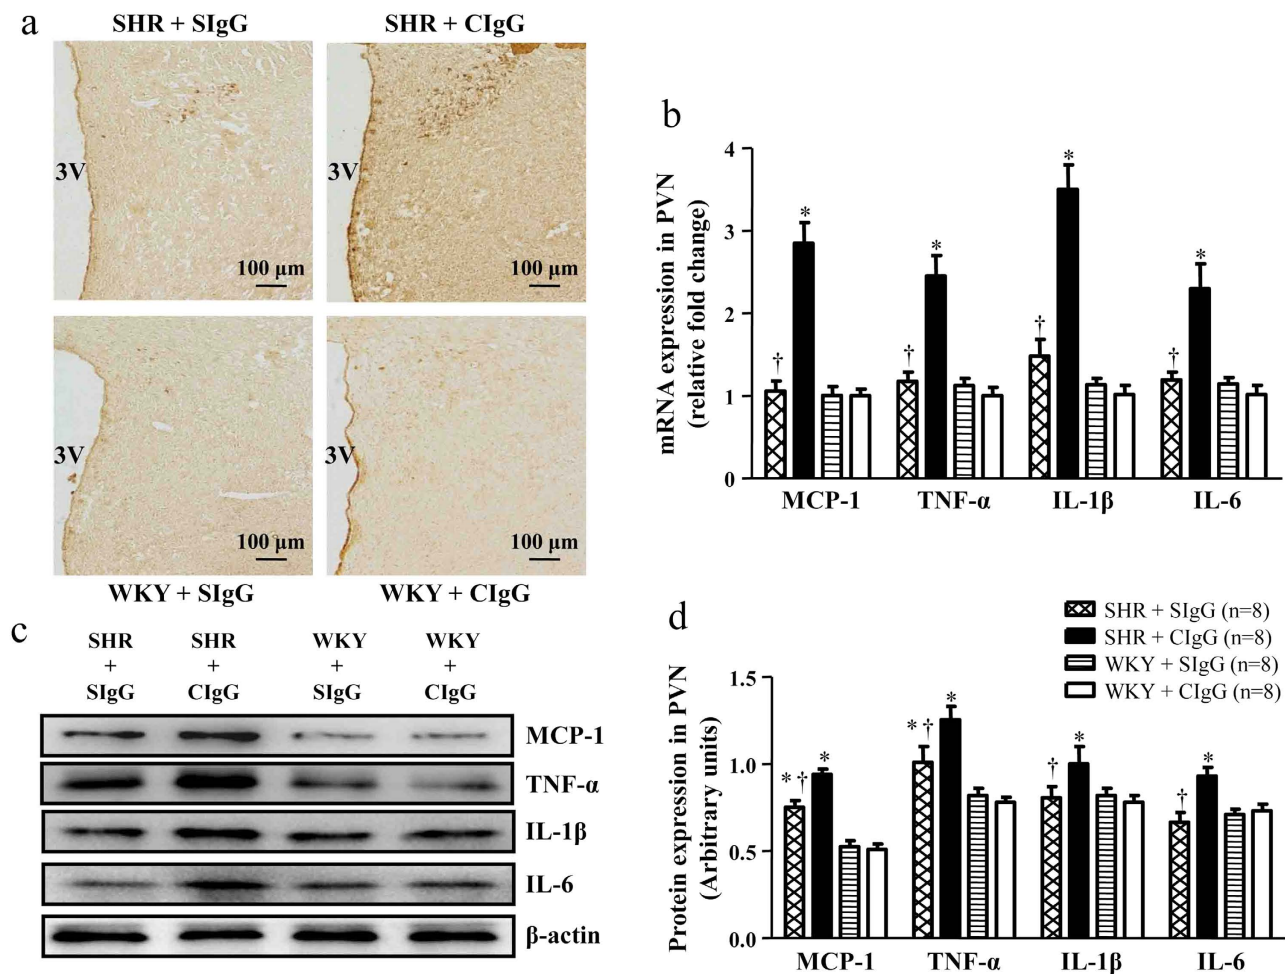 a
SHR + SIgG
SHR + CIgG
3V
100 μm
3V
100 μm
3V
100 μm
3V
100 μm
WKY + SIgG
WKY + CIgG
b
mRNA expression in PVN
(relative fold change)
4
3
2
1
0
†
*
†
*
†
*
†
*
MCP-1
TNF-α
IL-1β
IL-6
c
SHR
+
SIgG
SHR
+
CIgG
WKY
+
SIgG
WKY
+
CIgG
MCP-1
TNF-α
IL-1β
IL-6
β-actin
d
SHR + SIgG (n=8)
SHR + CIgG (n=8)
WKY + SIgG (n=8)
WKY + CIgG (n=8)
Protein expression in PVN
(Arbitrary units)
1.5
1.0
0.5
0.0
*†
*
*†
*
†
*
†
*
MCP-1
TNF-α
IL-1β
IL-6